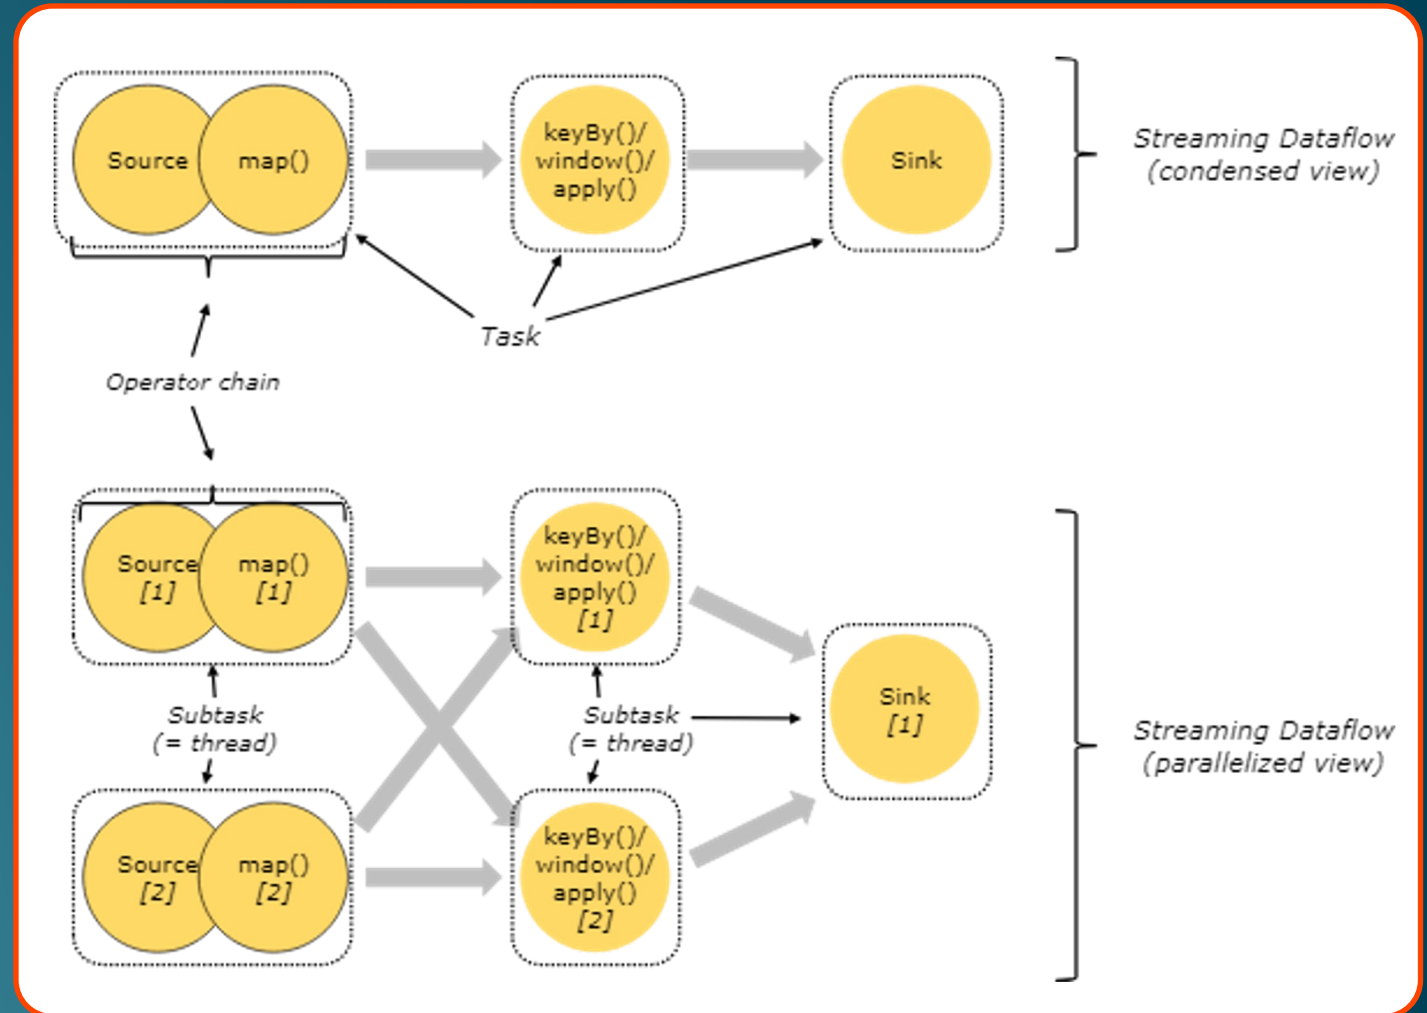 Source
map()
keyBy()/
window()/
apply()
Sink
Streaming Dataflow
(condensed view)
Task
Operator chain
Source
[1]
map()
[1]
keyBy()/
window()/
apply()
[1]
Subtask
(= thread)
Subtask
(= thread)
Sink
[1]
Streaming Dataflow
(parallelized view)
Source
[2]
map()
[2]
keyBy()/
window()/
apply()
[2]